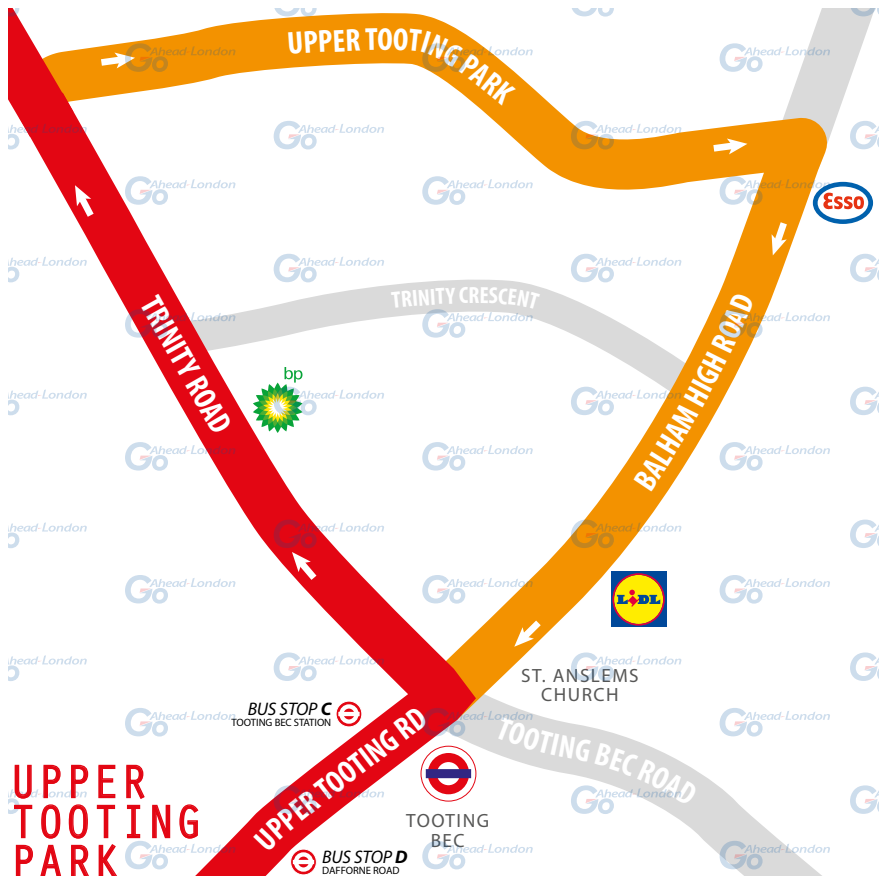 UPPER TOOTING PARK
Esso
TRINITY CRESCENT
TRINITY ROAD
BALHAM HIGH ROAD
bp
LIDL
ST. ANSLEMS
CHURCH
BUS STOP C
TOOTING BEC STATION
UPPER TOOTING RD
TOOTING BEC ROAD
TOOTING
BEC
BUS STOP D
DAFFORNE ROAD
UPPER
TOOTING
PARK
Go Ahead-London